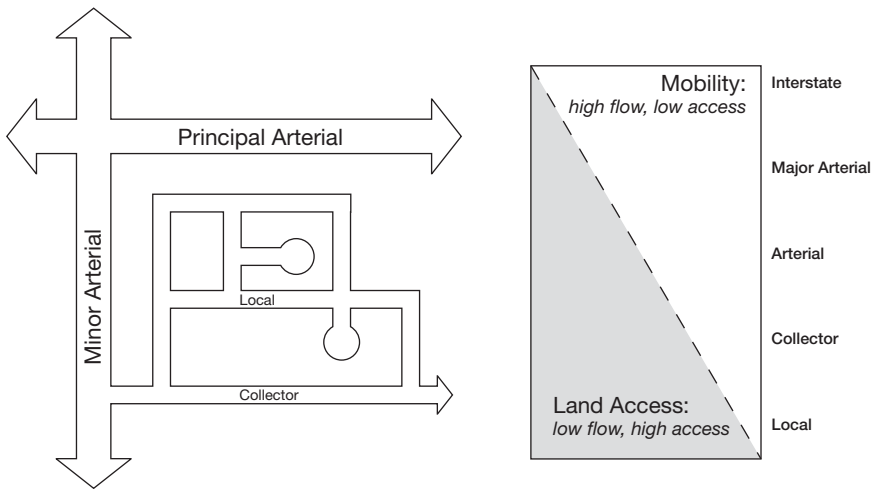 Principal Arterial
Minor Arterial
Local
Collector
Mobility:
high flow, low access
Land Access:
low flow, high access
Interstate
Major Arterial
Arterial
Collector
Local